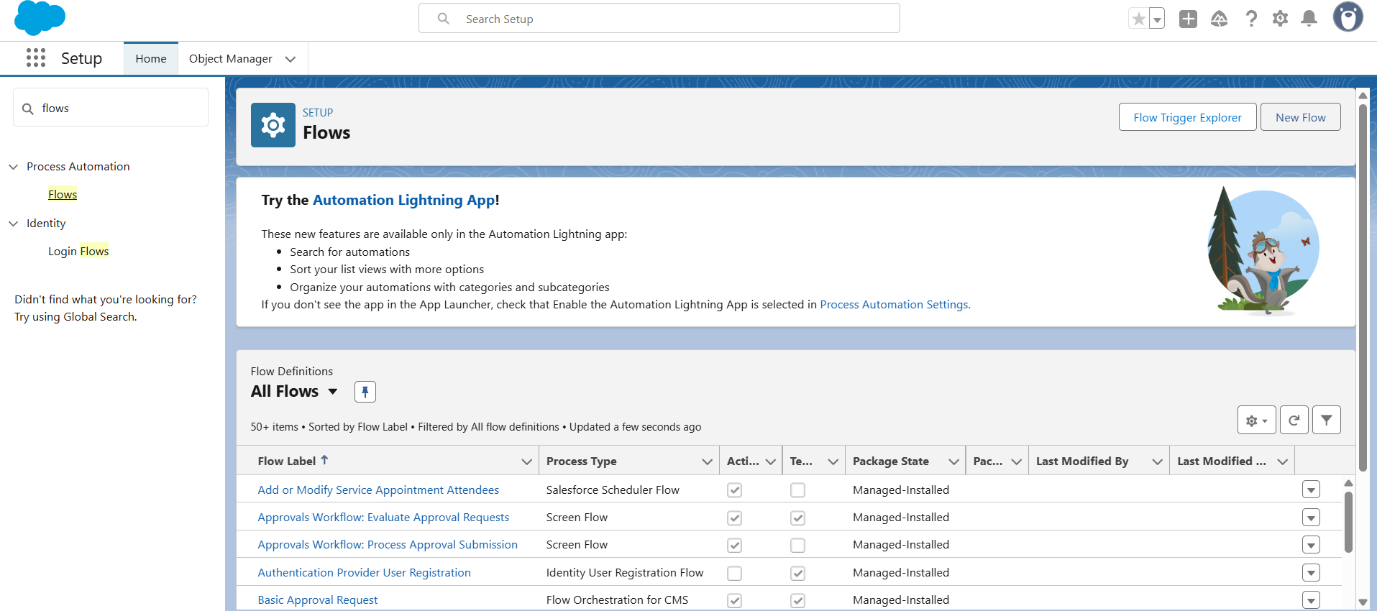 Search Setup
Setup
Home
Object Manager
flows
Process Automation
Flows
Identity
Login Flows
Didn't find what you're looking for?
Try using Global Search.
SETUP
Flows
Flow Trigger Explorer
New Flow
Try the Automation Lightning App!
These new features are available only in the Automation Lightning app:
• Search for automations
• Sort your list views with more options
• Organize your automations with categories and subcategories
If you don't see the app in the App Launcher, check that Enable the Automation Lightning App is selected in Process Automation Settings.
Flow Definitions
All Flows
50+ items • Sorted by Flow Label • Filtered by All flow definitions • Updated a few seconds ago
Flow Label ↑ Process Type Acti... Te... Package State Pac... Last Modified By Last Modified ...
Add or Modify Service Appointment Attendees Salesforce Scheduler Flow Managed-Installed
Approvals Workflow: Evaluate Approval Requests Screen Flow Managed-Installed
Approvals Workflow: Process Approval Submission Screen Flow Managed-Installed
Authentication Provider User Registration Identity User Registration Flow Managed-Installed
Basic Approval Request Flow Orchestration for CMS Managed-Installed